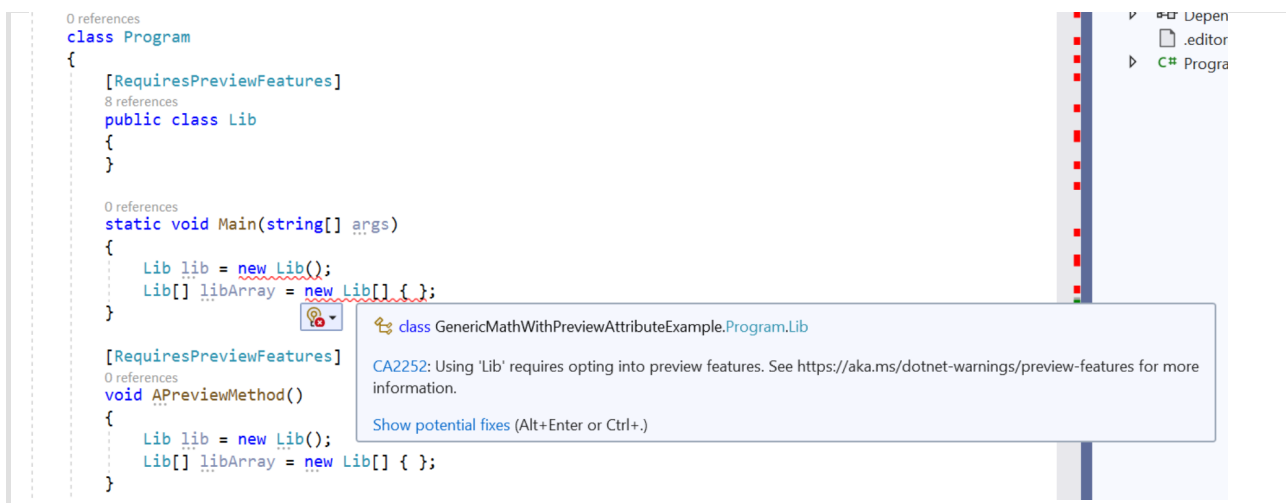 0 references
class Program
{
[RequiresPreviewFeatures]
8 references
public class Lib
{
}
0 references
static void Main(string[] args)
{
Lib lib = new Lib();
Lib[] libArray = new Lib[] { };
}
class GenericMathWithPreviewAttributeExample.Program.Lib
CA2252: Using 'Lib' requires opting into preview features. See https://aka.ms/dotnet-warnings/preview-features for more
information.
Show potential fixes (Alt+Enter or Ctrl+.)
[RequiresPreviewFeatures]
0 references
void APreviewMethod()
{
Lib lib = new Lib();
Lib[] libArray = new Lib[] { };
}
Depen
.editor
C# Progra